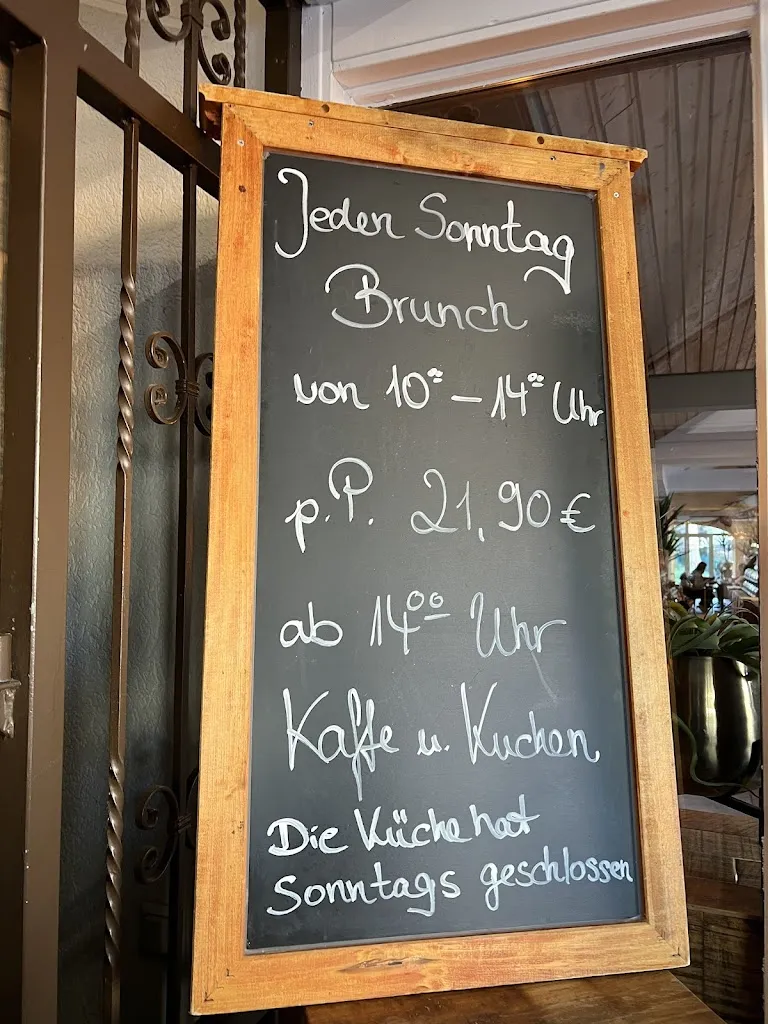 Jeden Sonntag
Brunch
von 10⁰⁰ – 14⁰⁰ Uhr
p.P. 21,90 €
ab 14⁰⁰ Uhr
Kaffe u. Kuchen
Die Küche hat
Sonntags geschlossen